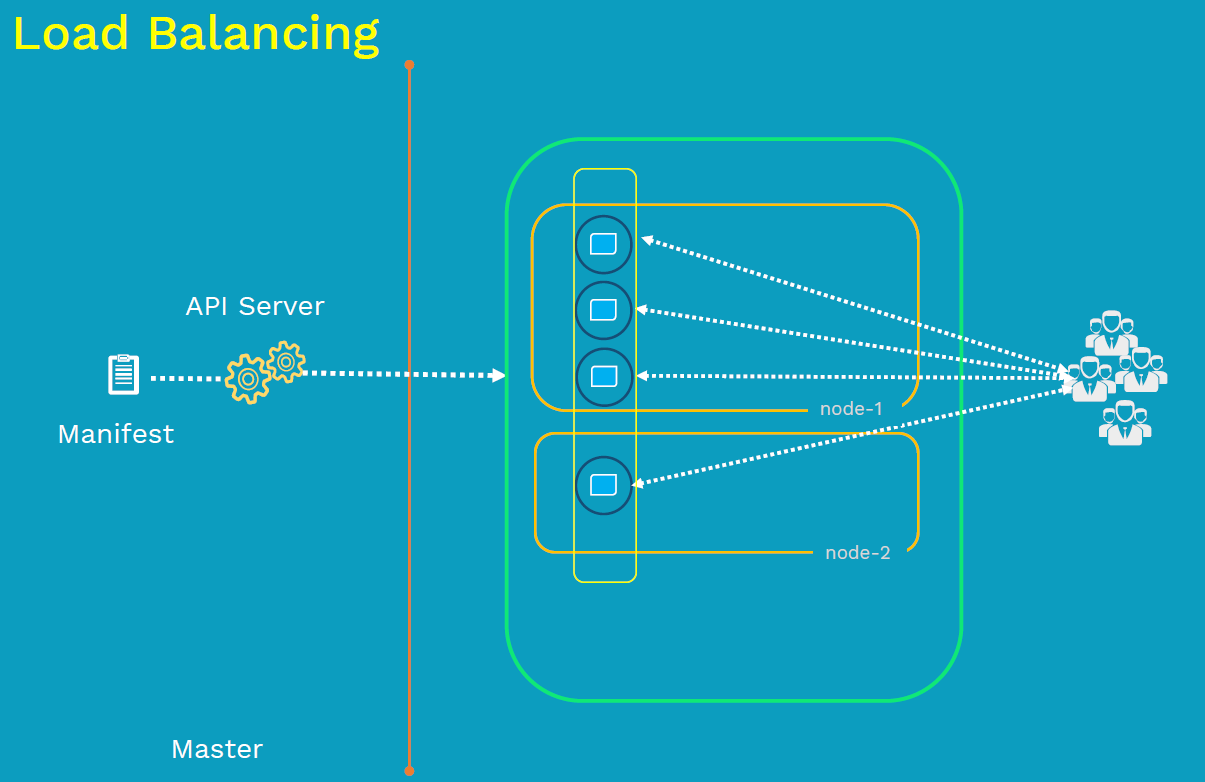 Load Balancing
API Server
Manifest
node-1
node-2
Master